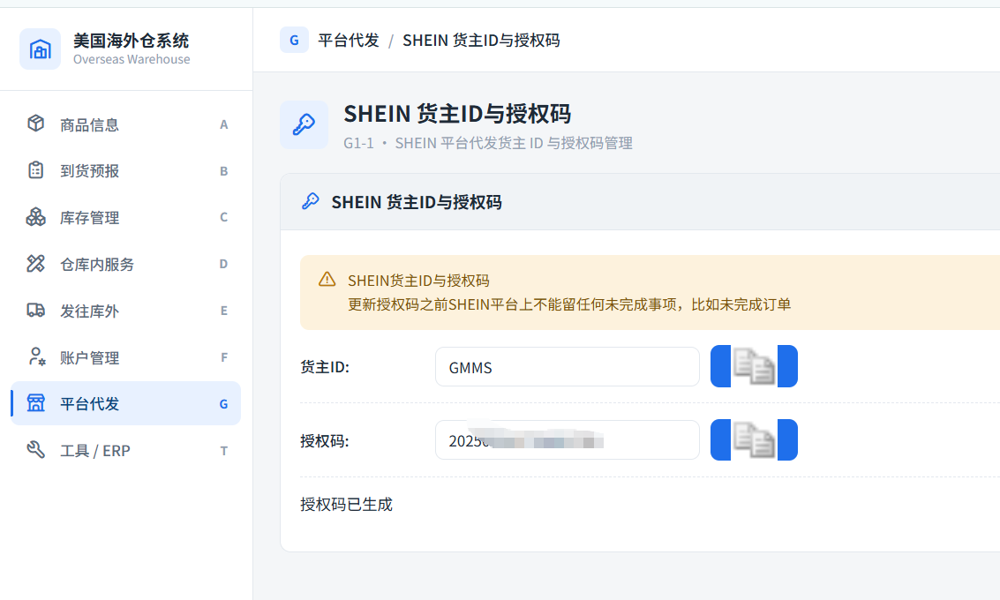 美国海外仓系统
Overseas Warehouse
商品信息 A
到货预报 B
库存管理 C
仓库内服务 D
发往库外 E
账户管理 F
平台代发 G
工具 / ERP T
G 平台代发 / SHEIN 货主ID与授权码
SHEIN 货主ID与授权码
G1-1 • SHEIN 平台代发货主 ID 与授权码管理
SHEIN 货主ID与授权码
SHEIN货主ID与授权码
更新授权码之前SHEIN平台上不能留任何未完成事项，比如未完成订单
货主ID: GMMS
授权码: 2025
授权码已生成